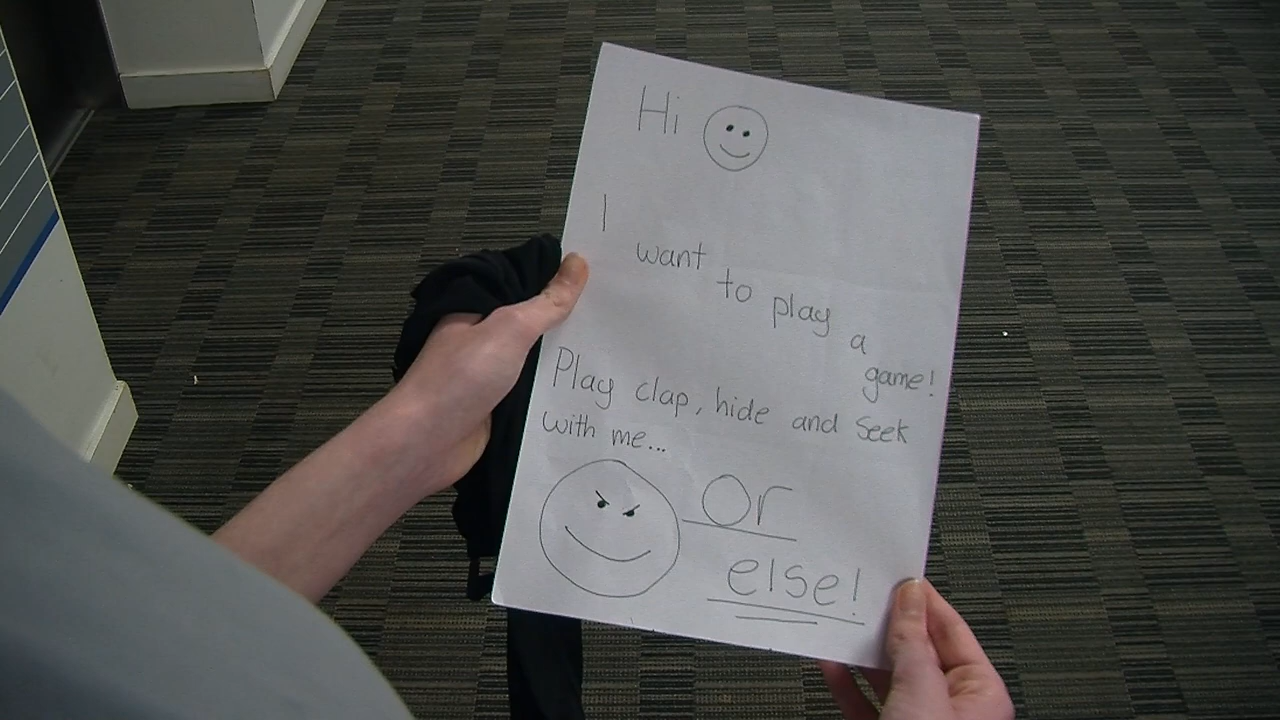 Hi
I want to play a game!
Play clap, hide and Seek
with me...
Or
else!